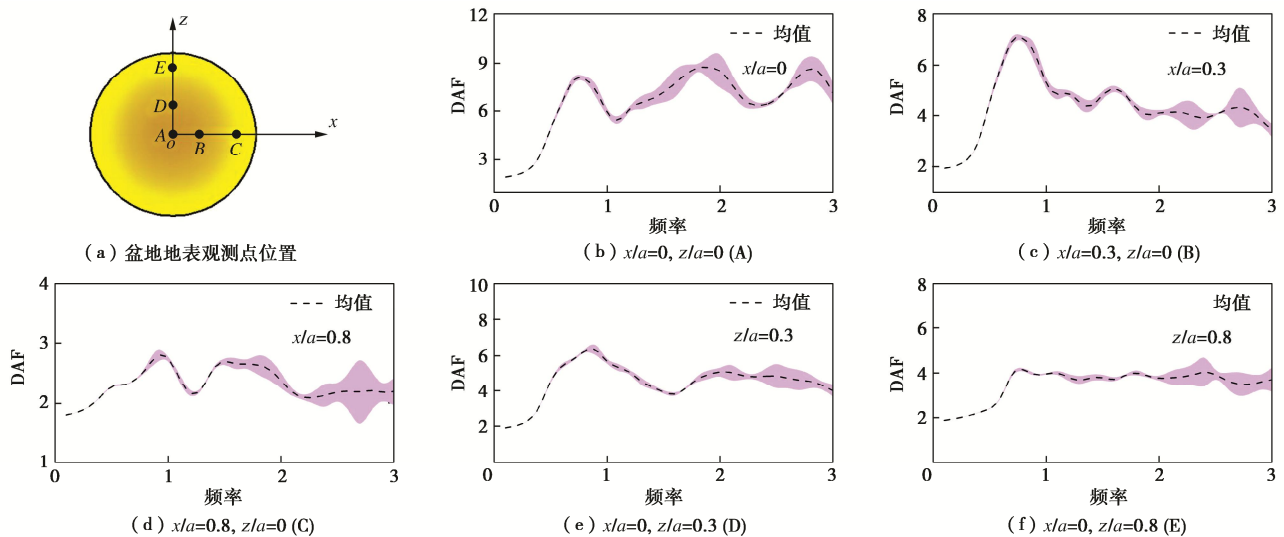 z
E
D
A
o
B
C
x
（a）盆地地表观测点位置
12
9
6
3
0
1
2
3
DAF
频率
均值
x/a=0
（b）x/a=0, z/a=0 (A)
8
6
4
2
0
1
2
3
DAF
频率
均值
x/a=0.3
（c）x/a=0.3, z/a=0 (B)
4
3
2
1
0
1
2
3
DAF
频率
均值
x/a=0.8
（d）x/a=0.8, z/a=0 (C)
10
8
6
4
2
0
1
2
3
DAF
频率
均值
z/a=0.3
（e）x/a=0, z/a=0.3 (D)
8
6
4
2
0
1
2
3
DAF
频率
均值
z/a=0.8
（f）x/a=0, z/a=0.8 (E)